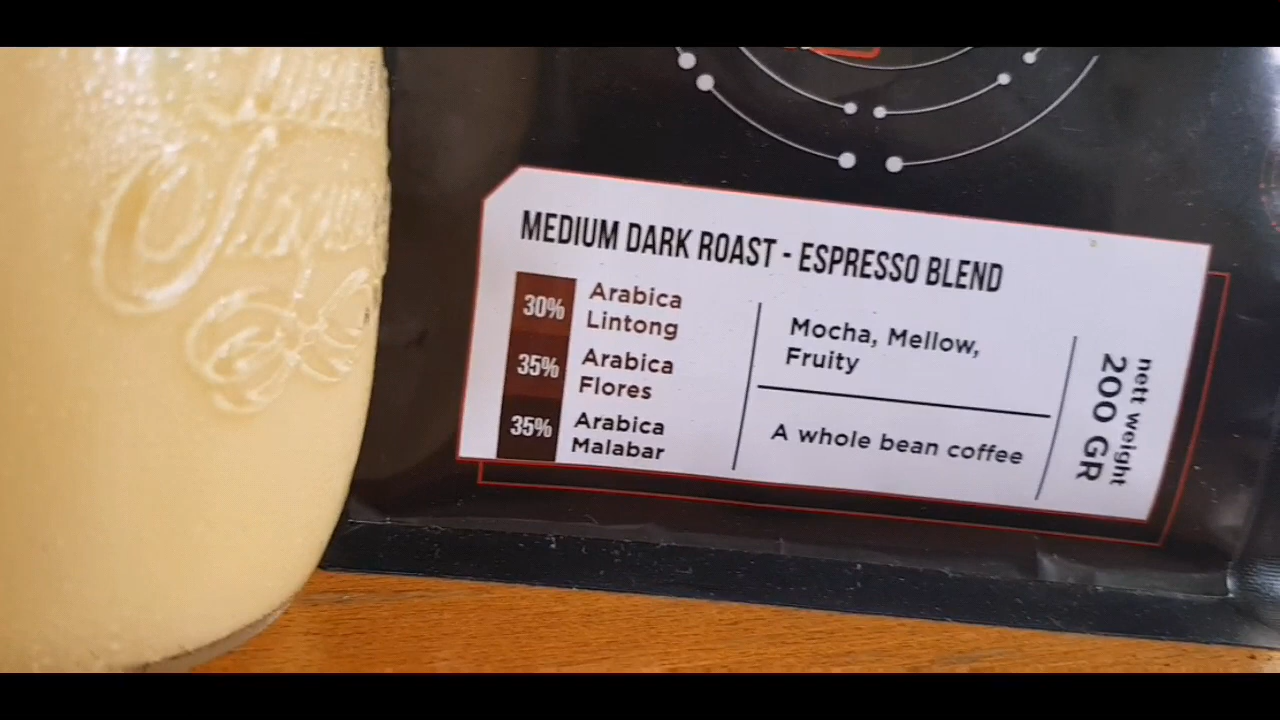 MEDIUM DARK ROAST - ESPRESSO BLEND
30%
Arabica
Lintong
35%
Arabica
Flores
35%
Arabica
Malabar
Mocha, Mellow,
Fruity
A whole bean coffee
nett weight
200 GR